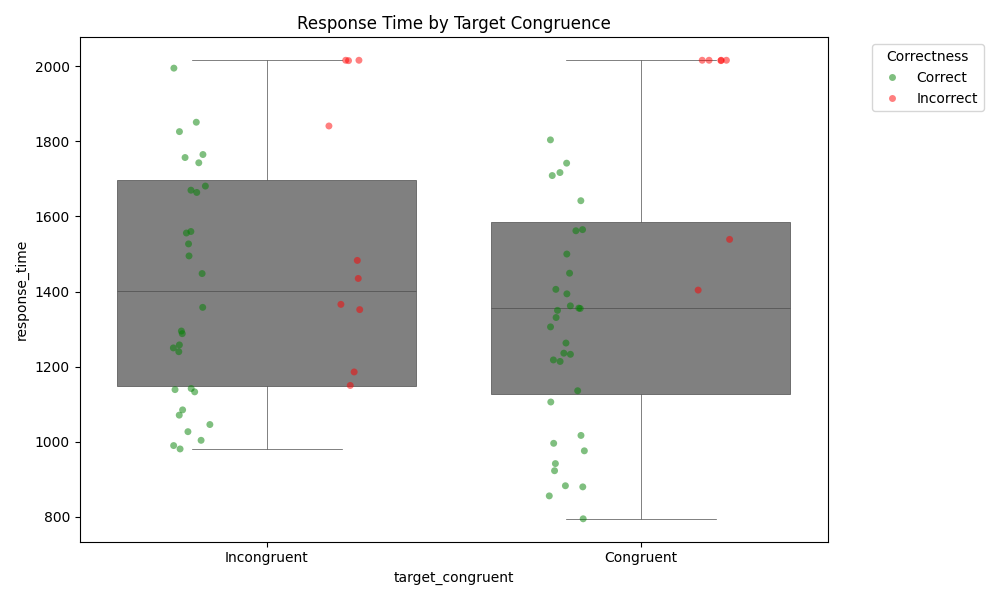 Response Time by Target Congruence
2000
1800
1600
1400
1200
1000
800
response_time
Incongruent
Congruent
target_congruent
Correctness
Correct
Incorrect